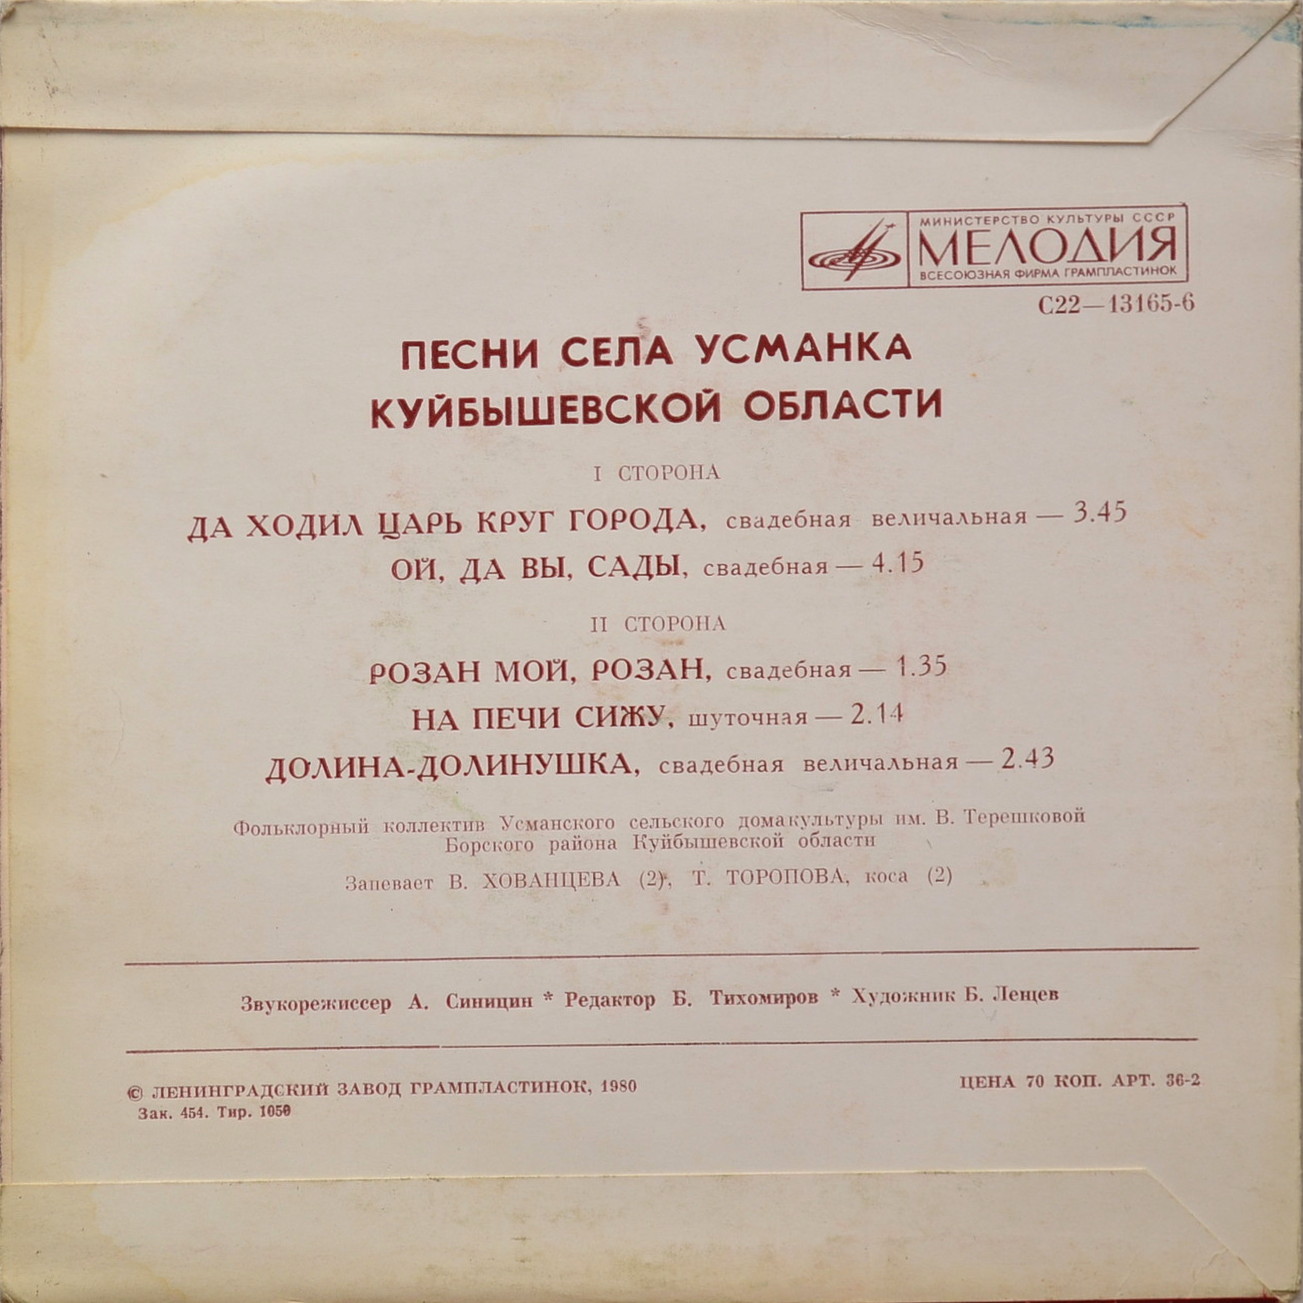 МИНИСТЕРСТВО КУЛЬТУРЫ СССР
МЕЛОДИЯ
ВСЕСОЮЗНАЯ ФИРМА ГРАМПЛАСТИНОК
С22—13165-6
ПЕСНИ СЕЛА УСМАНКА
КУЙБЫШЕВСКОЙ ОБЛАСТИ
I СТОРОНА
ДА ХОДИЛ ЦАРЬ КРУГ ГОРОДА, свадебная величальная — 3.45
ОЙ, ДА ВЫ, САДЫ, свадебная — 4.15
II СТОРОНА
РОЗАН МОЙ, РОЗАН, свадебная — 1.35
НА ПЕЧИ СИЖУ, шуточная — 2.14
ДОЛИНА-ДОЛИНУШКА, свадебная величальная — 2.43
Фольклорный коллектив Усманского сельского дома культуры им. В. Терешковой
Борского района Куйбышевской области
Запевает В. ХОВАНЦЕВА (2), Т. ТОРОПОВА, коса (2)
Звукорежиссер А. Синицин * Редактор Б. Тихомиров * Художник Б. Ленцев
© ЛЕНИНГРАДСКИЙ ЗАВОД ГРАМПЛАСТИНОК, 1980
ЦЕНА 70 КОП. АРТ. 36-2
Зак. 454. Тир. 1050